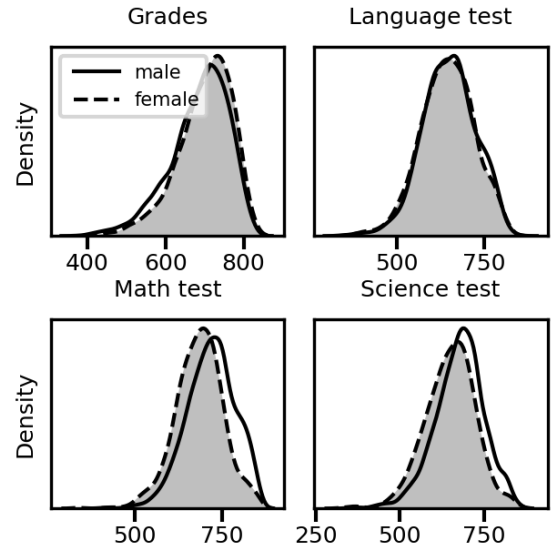 Grades
Language test
male
female
Density
400 600 800
500 750
Math test
Science test
Density
500 750
250 500 750